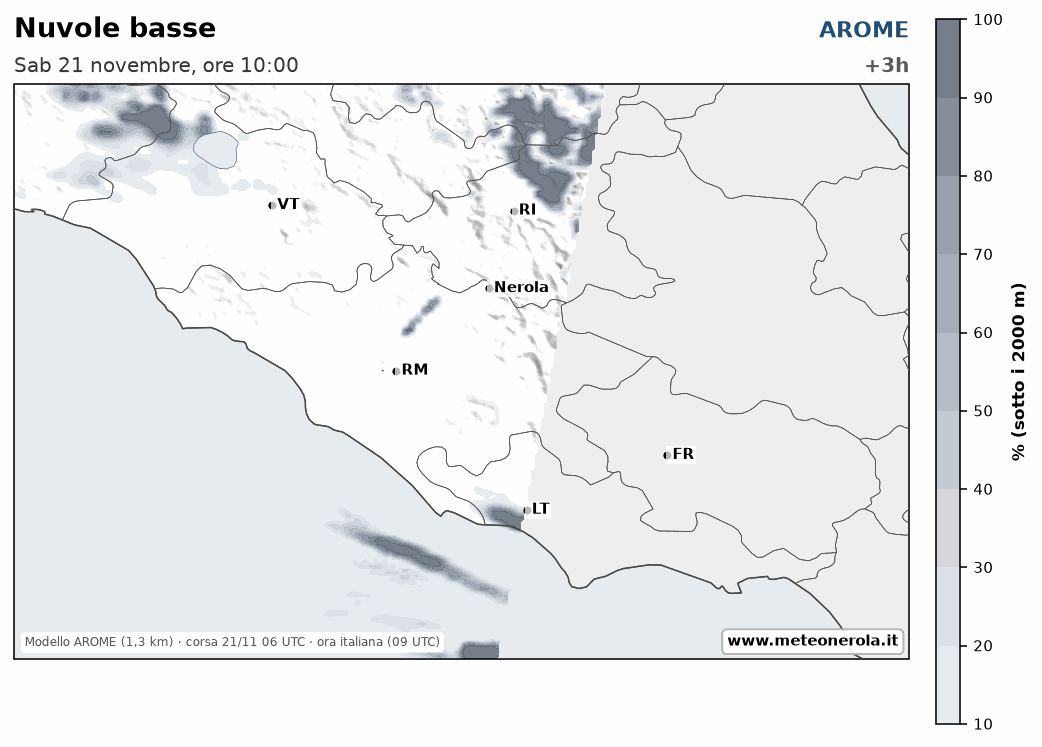 Nuvole basse
AROME
Sab 21 novembre, ore 10:00
+3h
VT
RI
Nerola
RM
FR
LT
Modello AROME (1,3 km) · corsa 21/11 06 UTC · ora italiana (09 UTC)
www.meteonerola.it
100
90
80
70
60
50
40
30
20
10
% (sotto i 2000 m)